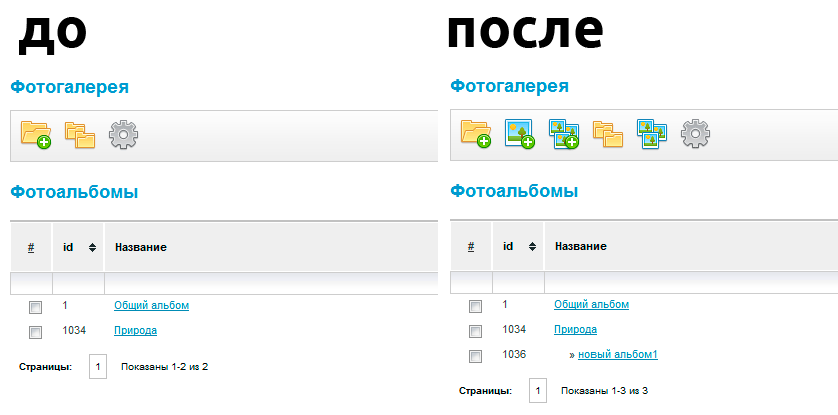 до
Фотогалерея
Фотоальбомы
# id Название
1 Общий альбом
1034 Природа
Страницы: 1 Показаны 1-2 из 2
после
Фотогалерея
Фотоальбомы
# id Название
1 Общий альбом
1034 Природа
1036 » новый альбом1
Страницы: 1 Показаны 1-3 из 3